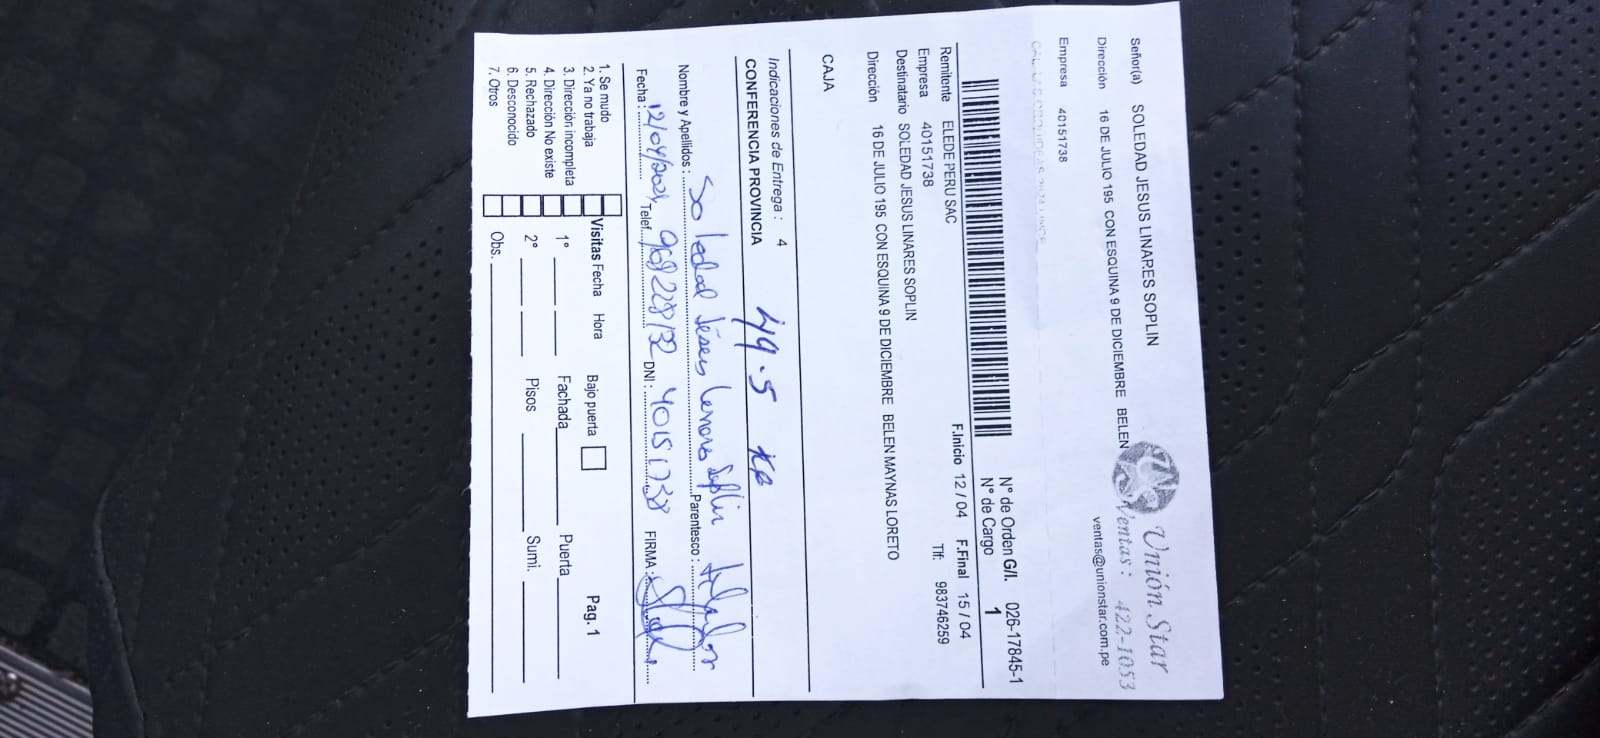 Señor(a) SOLEDAD JESUS LINARES SOPLIN
Unión Star
Dirección 16 DE JULIO 195 CON ESQUINA 9 DE DICIEMBRE BELEN
Ventas: 422-1053
ventas@unionstar.com.pe
Empresa 40151738
N° de Orden G/I. 026-17845-1
N° de Cargo 1
F.Inicio 12 / 04 F.Final 15 / 04
Remitente ELEDE PERU SAC
Tlf: 983746259
Empresa 40151738
Destinatario SOLEDAD JESUS LINARES SOPLIN
Dirección 16 DE JULIO 195 CON ESQUINA 9 DE DICIEMBRE BELEN MAYNAS LORETO
CAJA
Indicaciones de Entrega : 4
CONFERENCIA PROVINCIA 49.5 KG
Nombre y Apellidos : Soledad Jésus Linares Soplin Parentesco :
Fecha : 12/04/2024 Telef. 968228132 DNI : 40151738 FIRMA :
1. Se mudo
2. Ya no trabaja
3. Dirección incompleta
4. Dirección No existe
5. Rechazado
6. Desconocido
7. Otros
Visitas Fecha Hora Bajo puerta Pag. 1
1° Fachada Puerta
2° Pisos Sumi.
Obs.